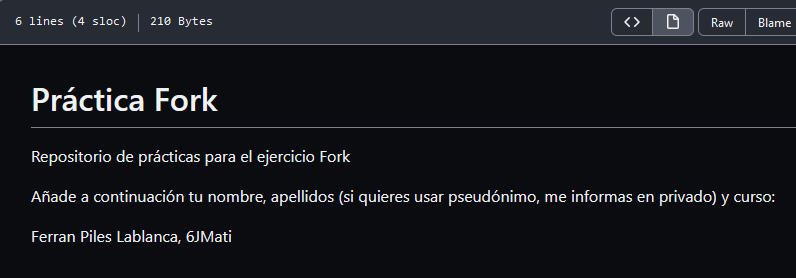 6 lines (4 sloc) | 210 Bytes
<> Raw Blame
Práctica Fork
Repositorio de prácticas para el ejercicio Fork
Añade a continuación tu nombre, apellidos (si quieres usar pseudónimo, me informas en privado) y curso:
Ferran Piles Lablanca, 6JMati